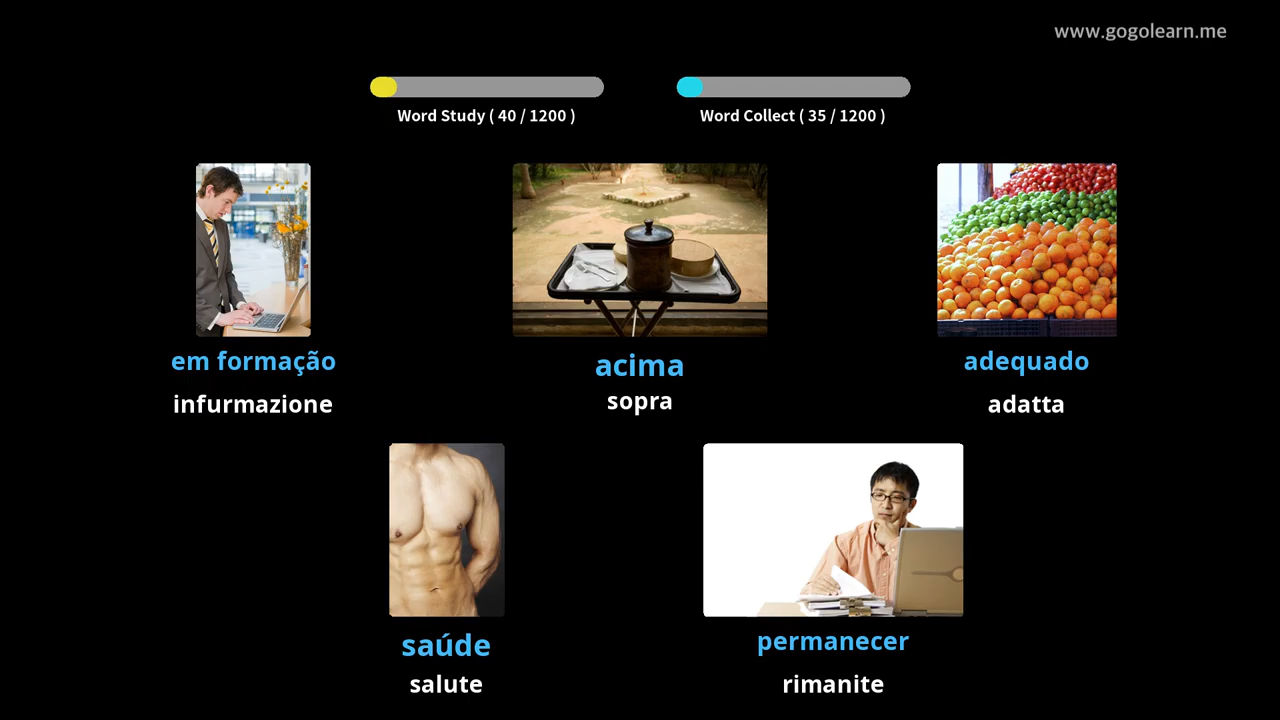 www.gogolearn.me
Word Study ( 40 / 1200 )
Word Collect ( 35 / 1200 )
em formação
infurmazione
acima
sopra
adequado
adatta
saúde
salute
permanecer
rimanite